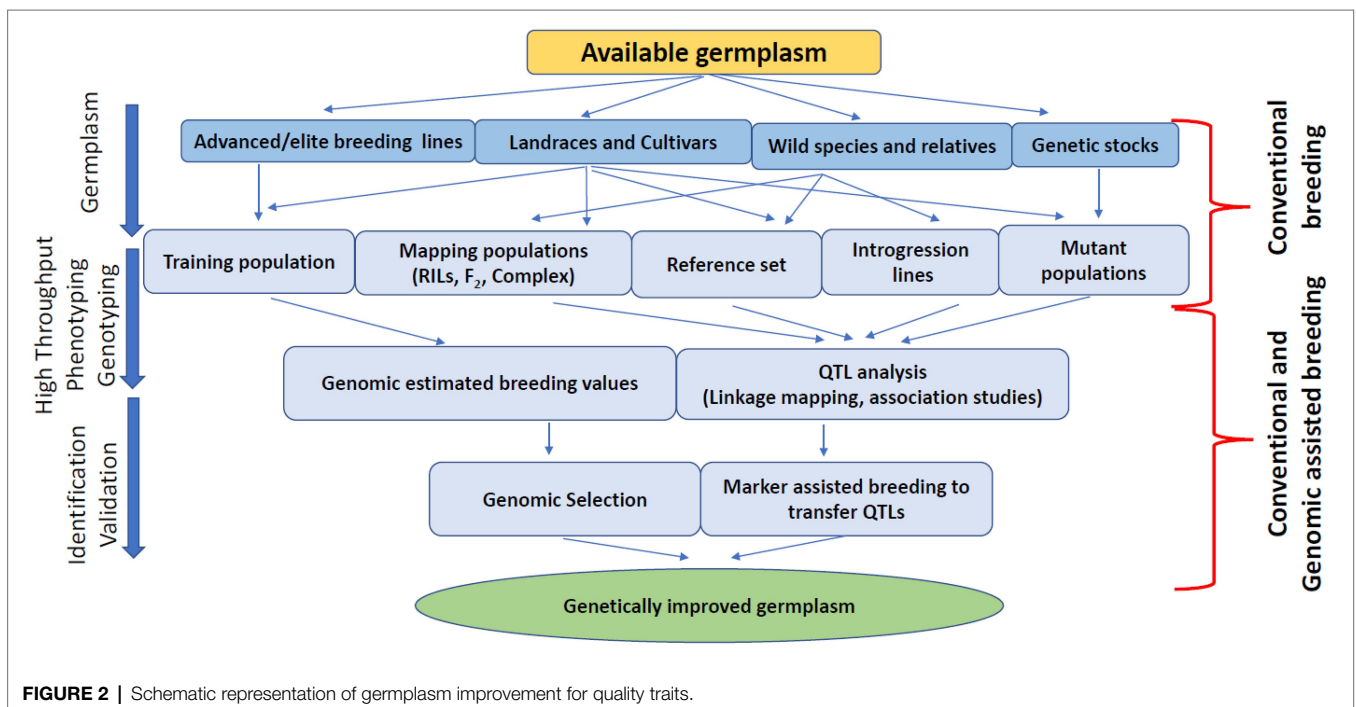 Available germplasm
Germplasm
Advanced/elite breeding lines
Landraces and Cultivars
Wild species and relatives
Genetic stocks
Conventional
breeding
Training population
Mapping populations
(RILs, F₂, Complex)
Reference set
Introgression
lines
Mutant
populations
High Throughput
Phenotyping
Genotyping
Genomic estimated breeding values
QTL analysis
(Linkage mapping, association studies)
Conventional and
Genomic assisted breeding
Identification
Validation
Genomic Selection
Marker assisted breeding to
transfer QTLs
Genetically improved germplasm
FIGURE 2 | Schematic representation of germplasm improvement for quality traits.